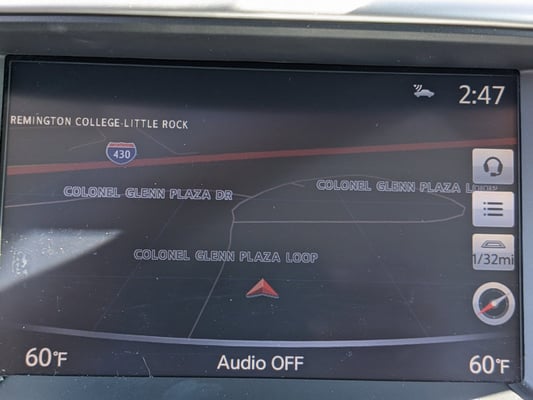 2:47
REMINGTON COLLEGE-LITTLE ROCK
430
COLONEL GLENN PLAZA DR
COLONEL GLENN PLAZA LOOP
COLONEL GLENN PLAZA LOOP
1/32mi
60°F
Audio OFF
60°F